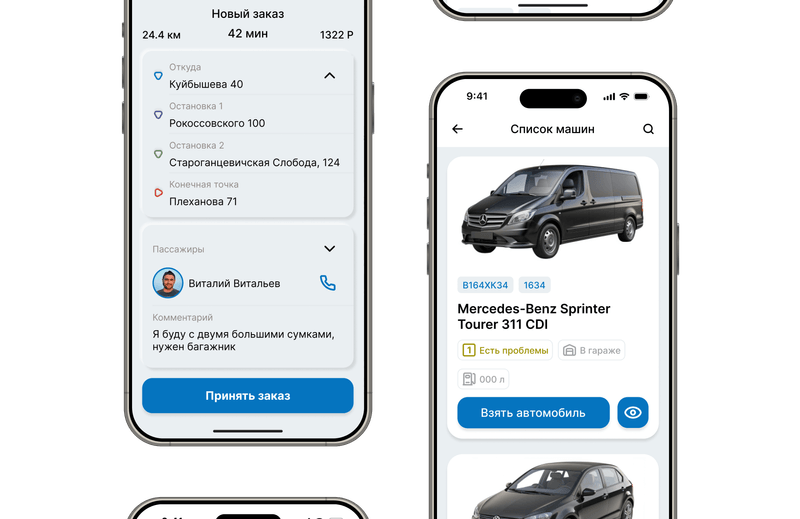 Новый заказ
24.4 км
42 мин
1322 Р
Откуда
Куйбышева 40
Остановка 1
Рокоссовского 100
Остановка 2
Староганцевичская Слобода, 124
Конечная точка
Плеханова 71
Пассажиры
Виталий Витальев
Комментарий
Я буду с двумя большими сумками,
нужен багажник
Принять заказ
9:41
Список машин
В164ХК34
1634
Mercedes-Benz Sprinter
Tourer 311 CDI
1 Есть проблемы
В гараже
000 л
Взять автомобиль